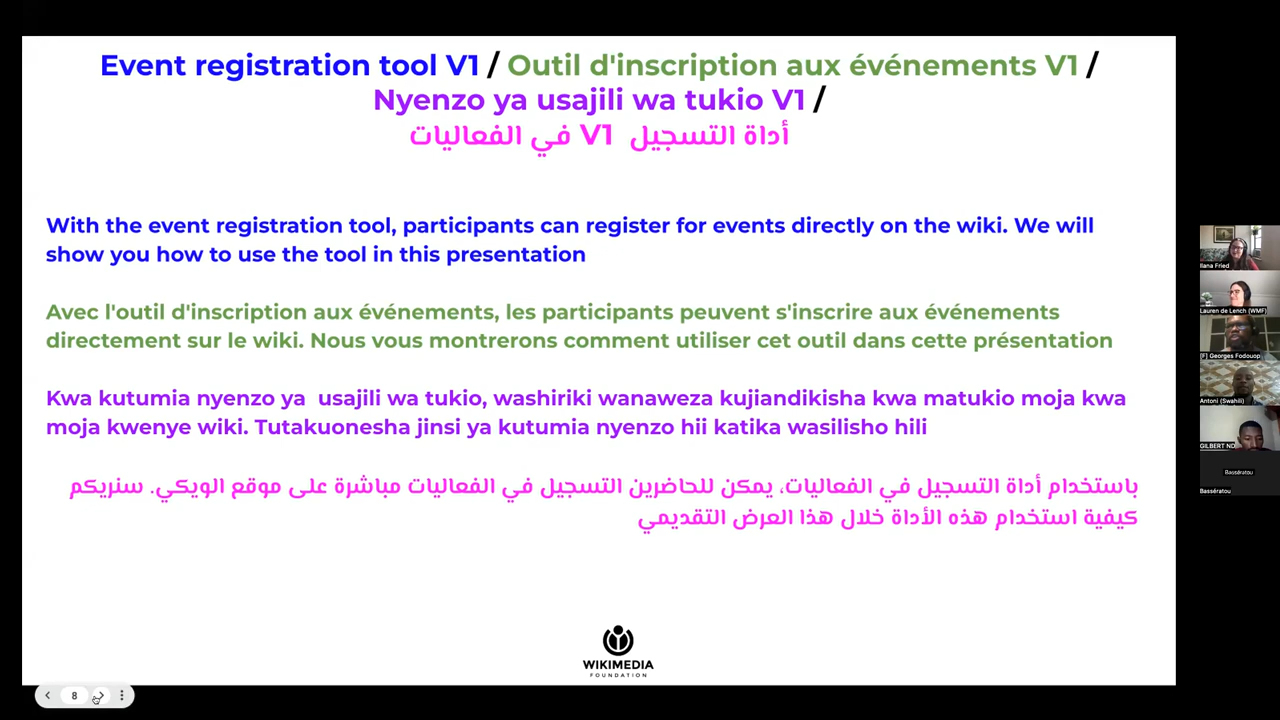 Event registration tool V1 / Outil d'inscription aux événements V1 /
Nyenzo ya usajili wa tukio V1 /
أداة التسجيل V1 في الفعاليات
With the event registration tool, participants can register for events directly on the wiki. We will
show you how to use the tool in this presentation
Avec l'outil d'inscription aux événements, les participants peuvent s'inscrire aux événements
directement sur le wiki. Nous vous montrerons comment utiliser cet outil dans cette présentation
Kwa kutumia nyenzo ya usajili wa tukio, washiriki wanaweza kujiandikisha kwa matukio moja kwa
moja kwenye wiki. Tutakuonesha jinsi ya kutumia nyenzo hii katika wasilisho hili
باستخدام أداة التسجيل في الفعاليات، يمكن للحاضرين التسجيل في الفعاليات مباشرة على موقع الويكي. سنريكم
كيفية استخدام هذه الأداة خلال هذا العرض التقديمي
WIKIMEDIA
FOUNDATION
8
Ilana Fried
Lauren de Lench (WMF)
[F] Georges Fodouop
Antoni (Swahili)
GILBERT ND
Bassératou
Bassératou